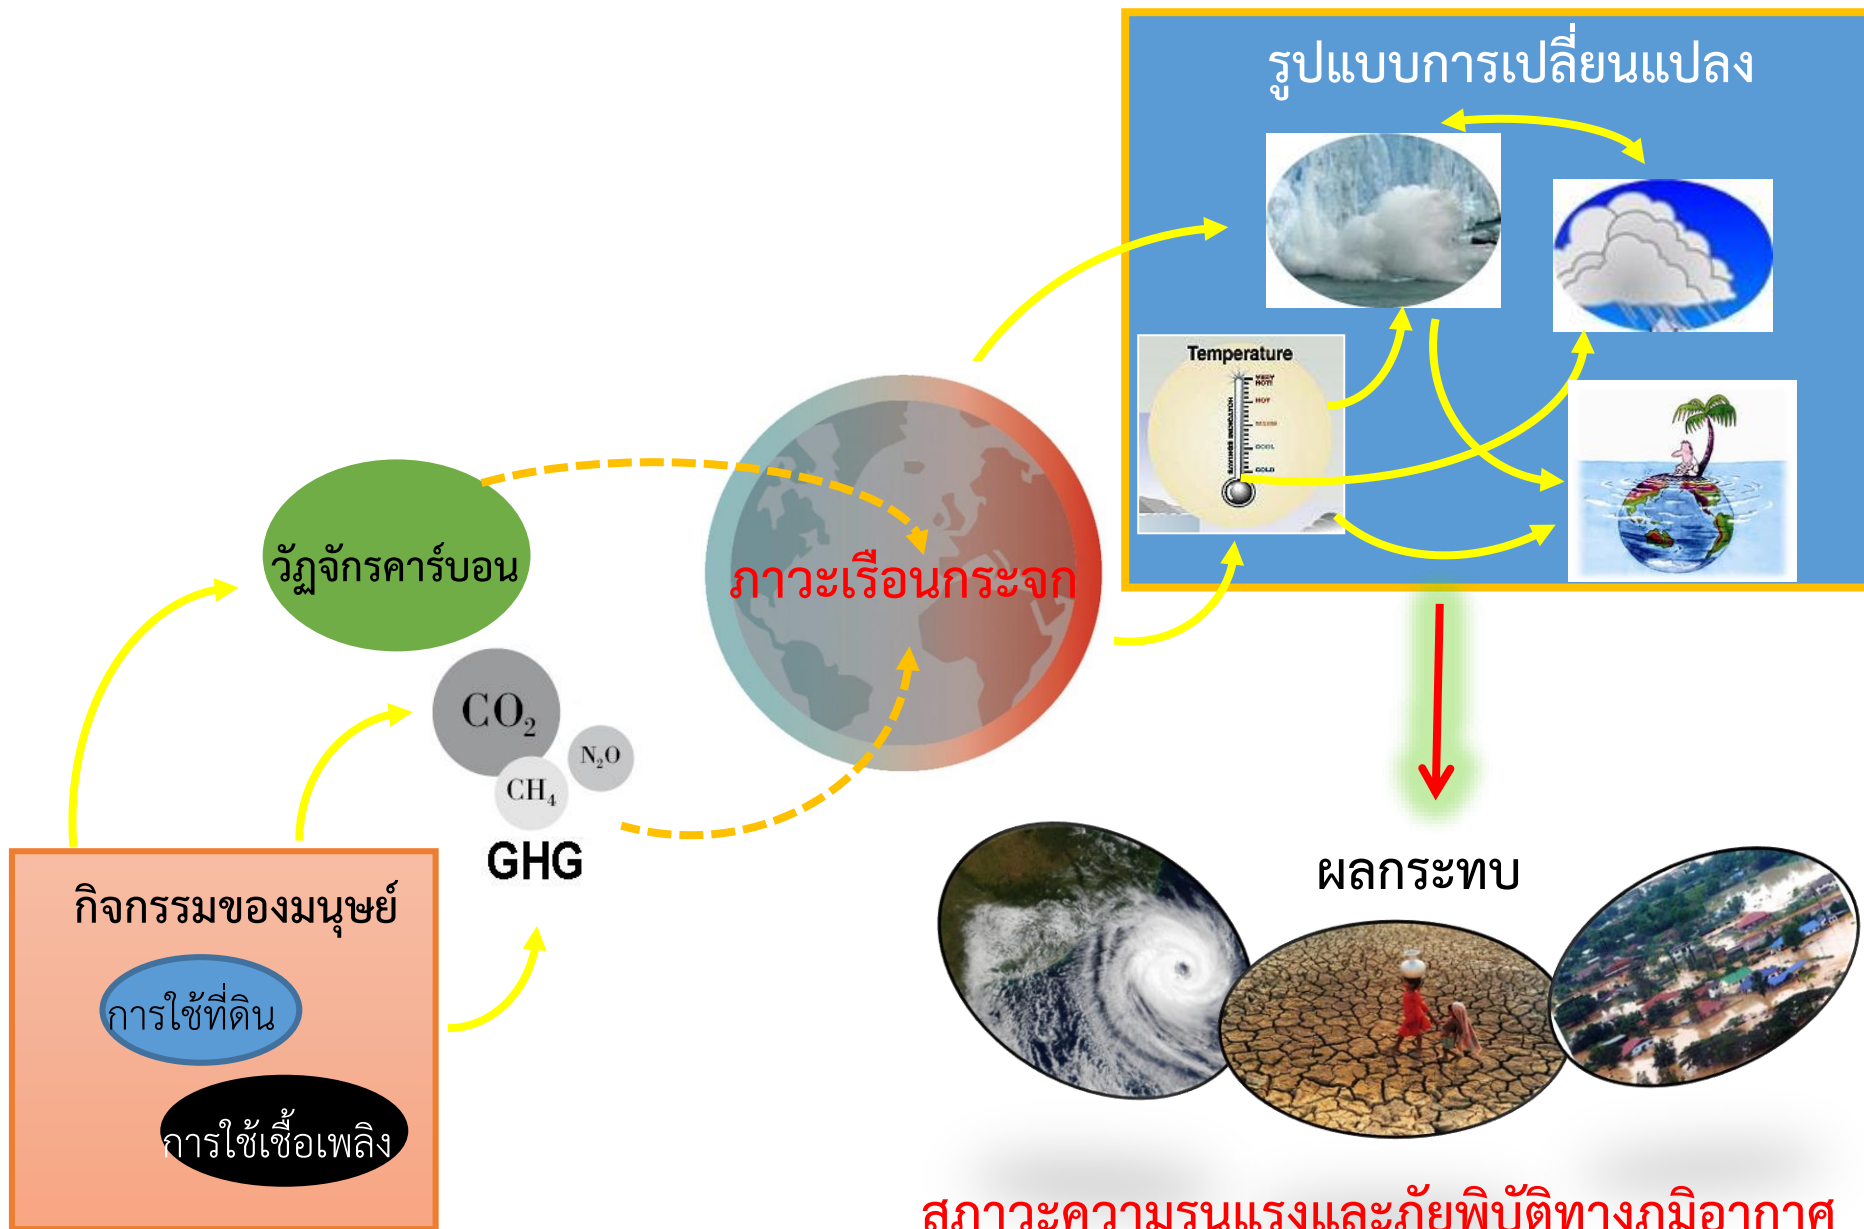 รูปแบบการเปลี่ยนแปลง
Temperature
VERY
HOT!
HOT
COOL
COLD
วัฏจักรคาร์บอน
ภาวะเรือนกระจก
CO₂
N₂O
CH₄
GHG
กิจกรรมของมนุษย์
การใช้ที่ดิน
การใช้เชื้อเพลิง
ผลกระทบ
สภาวะความรุนแรงและภัยพิบัติทางภูมิอากาศ